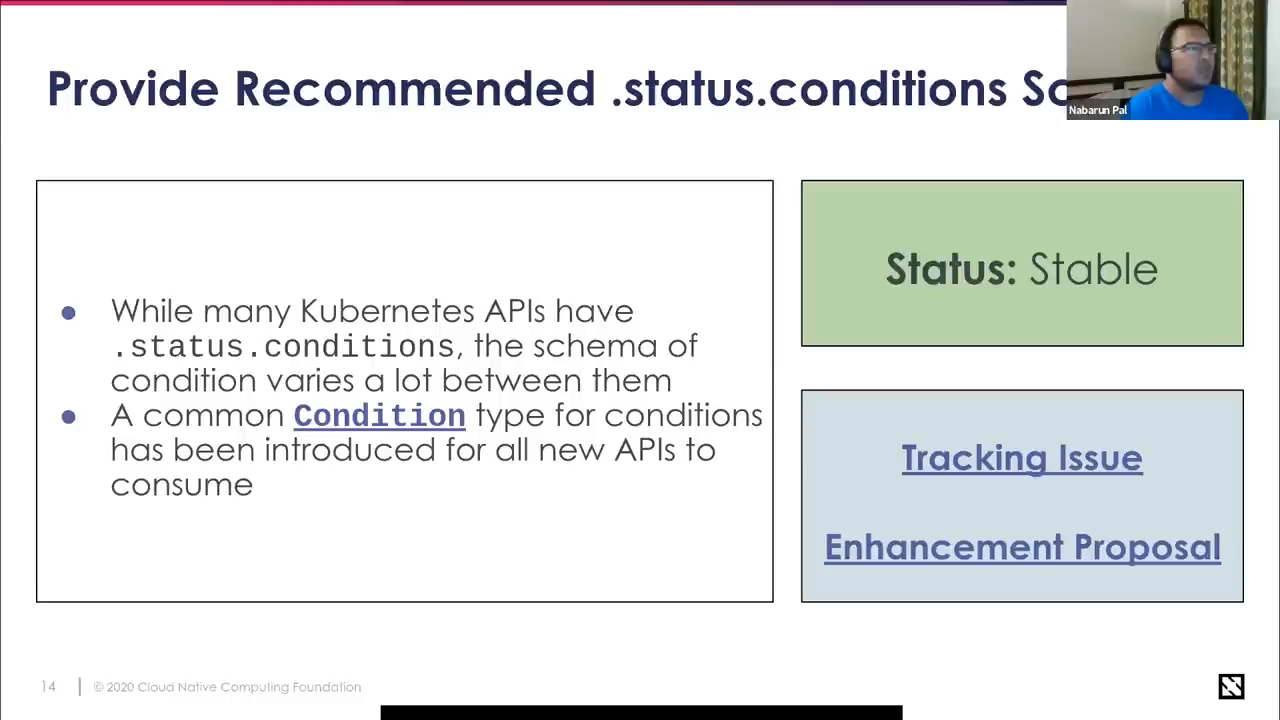 Provide Recommended .status.conditions
Nabarun Pal
● While many Kubernetes APIs have
.status.conditions, the schema of
condition varies a lot between them
● A common Condition type for conditions
has been introduced for all new APIs to
consume
Status: Stable
Tracking Issue
Enhancement Proposal
14 | © 2020 Cloud Native Computing Foundation